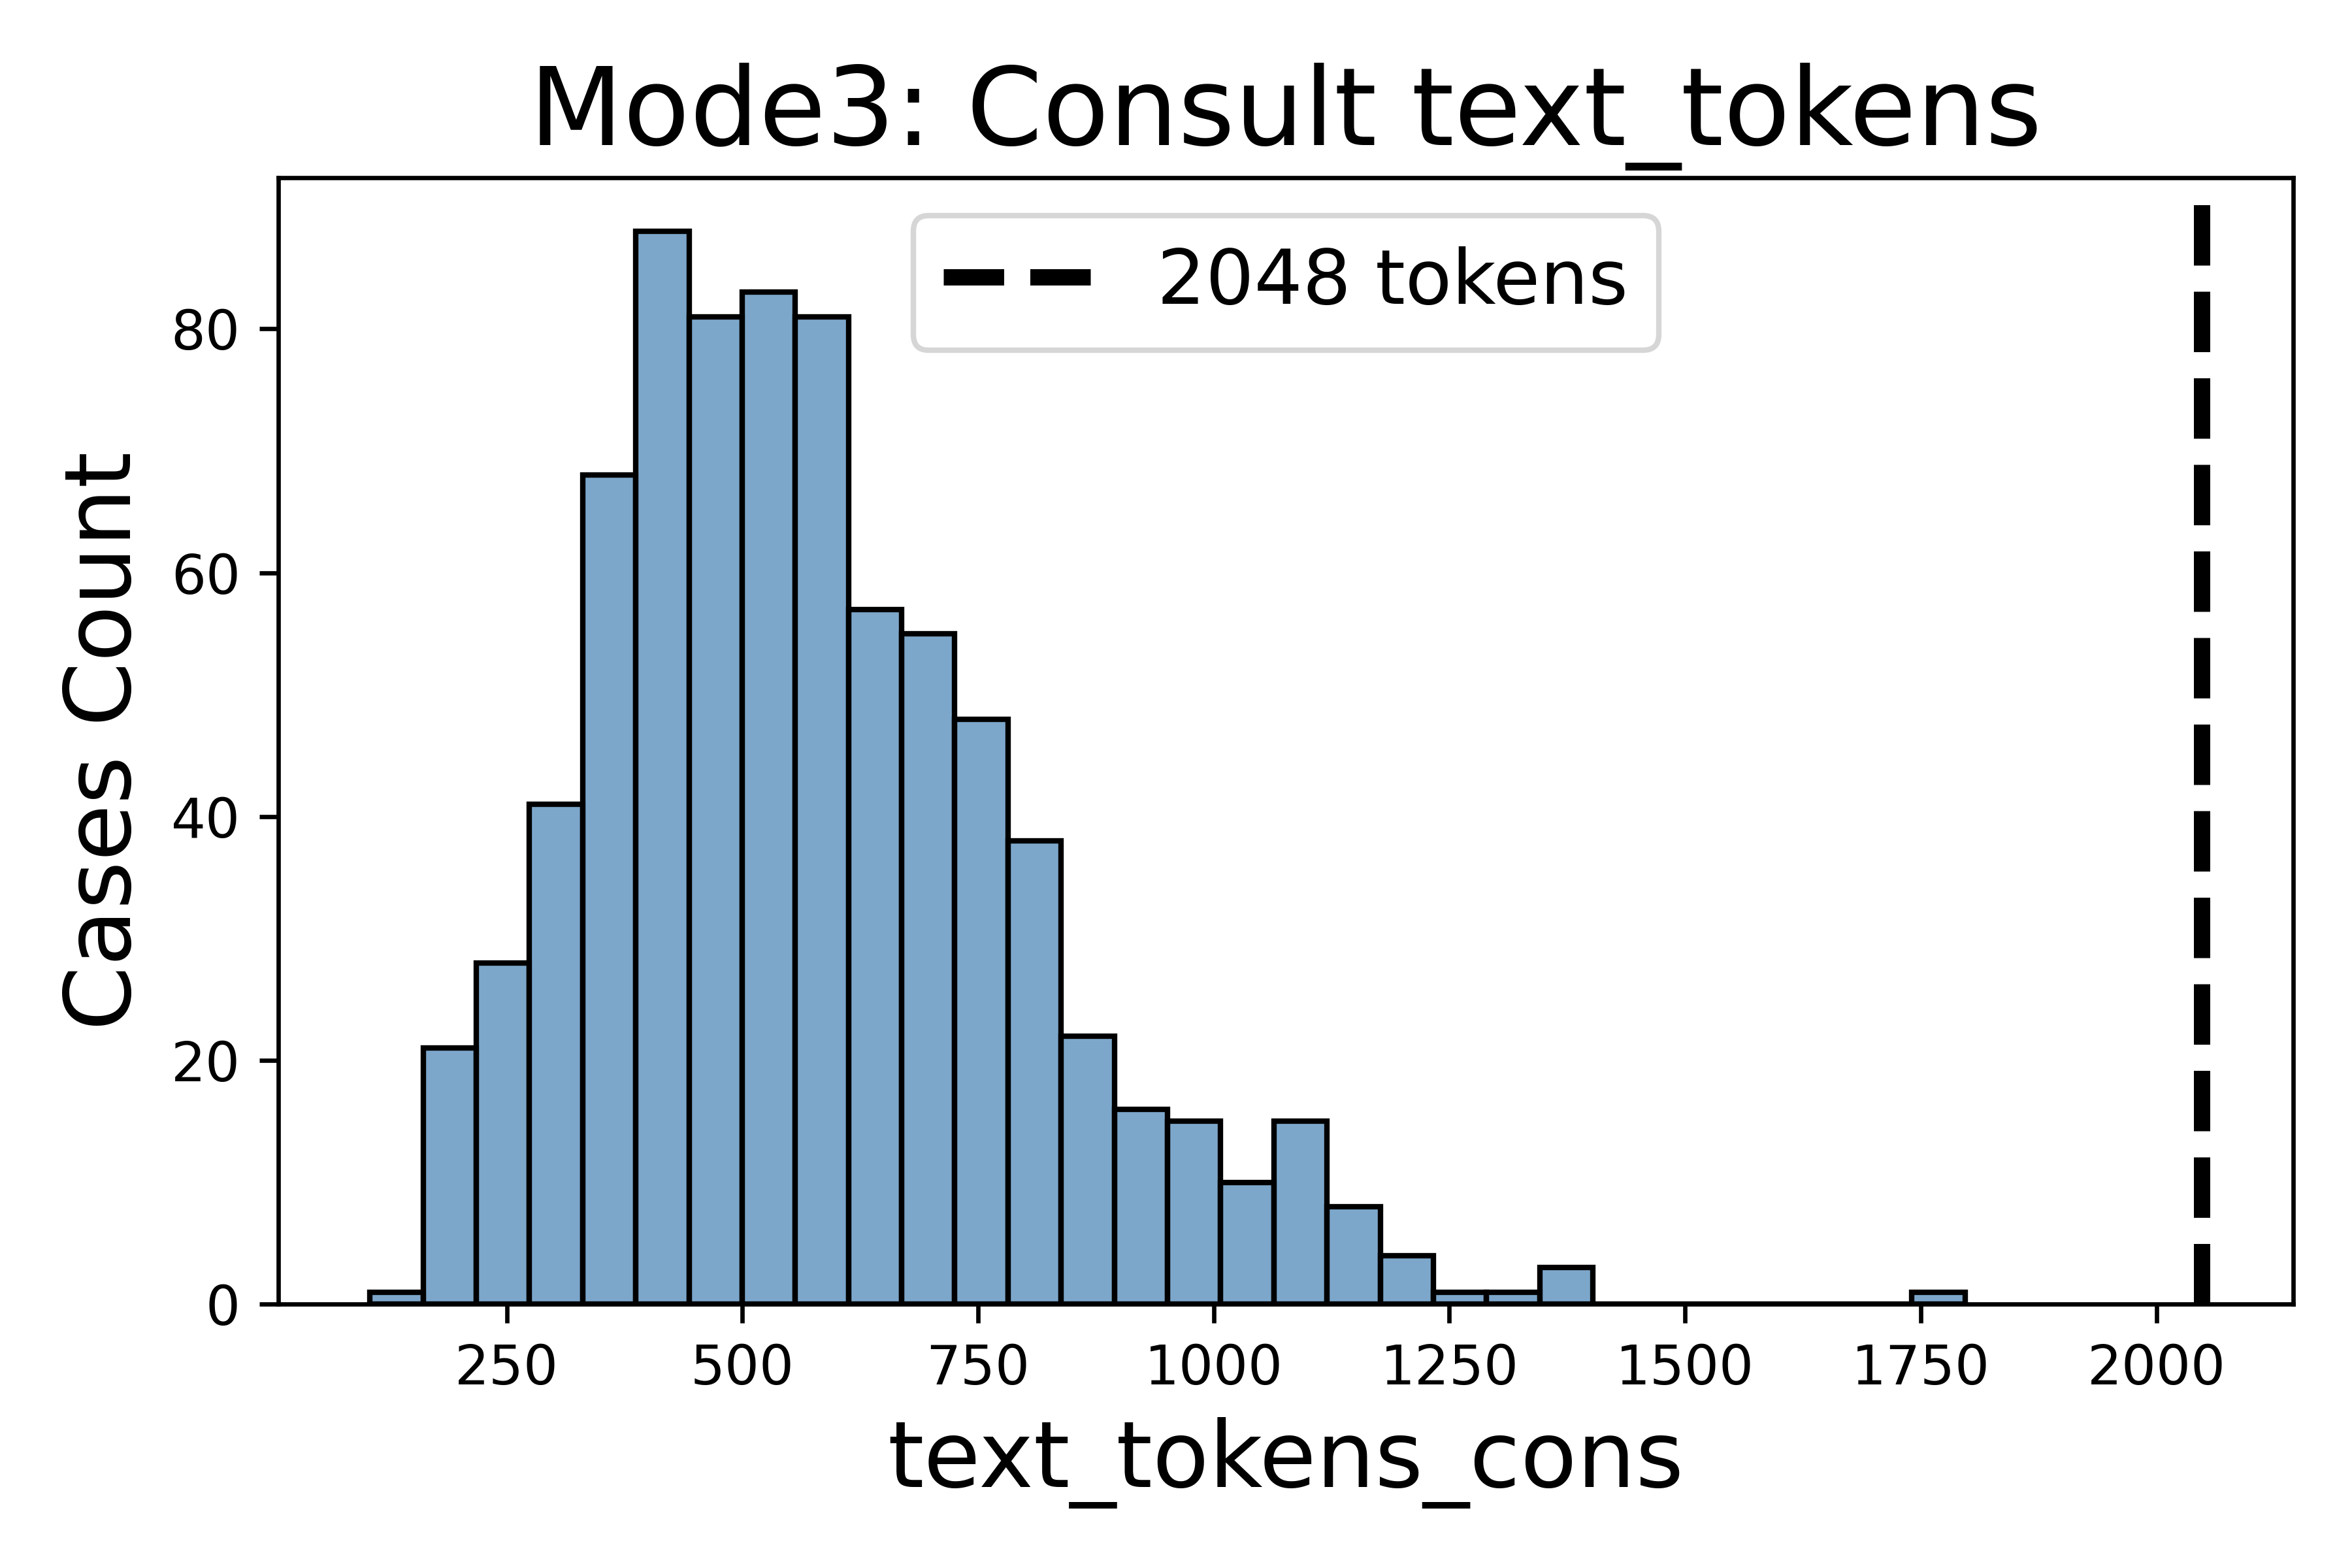 Mode3: Consult text_tokens
2048 tokens
Cases Count
80
60
40
20
0
250 500 750 1000 1250 1500 1750 2000
text_tokens_cons